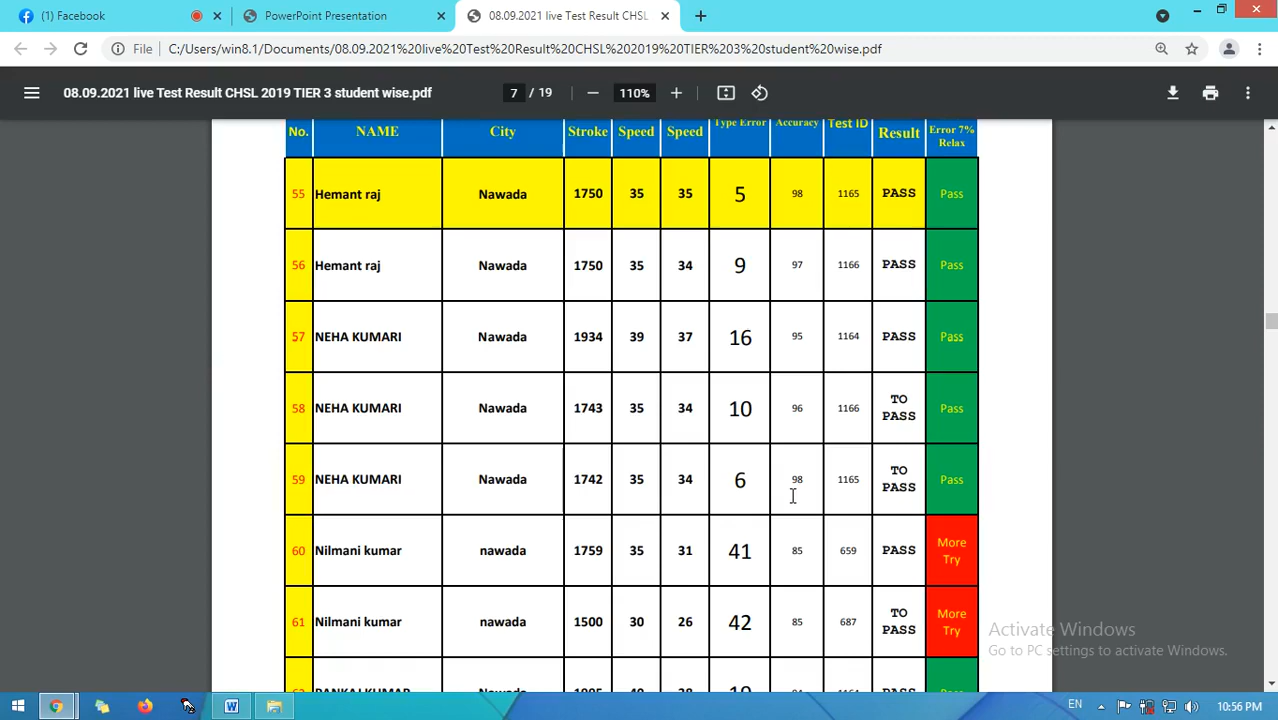 (1) Facebook
PowerPoint Presentation
08.09.2021 live Test Result CHSL
File
C:/Users/win8.1/Documents/08.09.2021%20live%20Test%20Result%20CHSL%202019%20TIER%203%20student%20wise.pdf
08.09.2021 live Test Result CHSL 2019 TIER 3 student wise.pdf
7 / 19
110%
No. NAME City Stroke Speed Speed Type Error Accuracy Test ID Result Error 7% Relax
55 Hemant raj Nawada 1750 35 35 5 98 1165 PASS Pass
56 Hemant raj Nawada 1750 35 34 9 97 1166 PASS Pass
57 NEHA KUMARI Nawada 1934 39 37 16 95 1164 PASS Pass
58 NEHA KUMARI Nawada 1743 35 34 10 96 1166 TO PASS Pass
59 NEHA KUMARI Nawada 1742 35 34 6 98 1165 TO PASS Pass
60 Nilmani kumar nawada 1759 35 31 41 85 659 PASS More Try
61 Nilmani kumar nawada 1500 30 26 42 85 687 TO PASS More Try
Activate Windows
Go to PC settings to activate Windows.
EN
10:56 PM